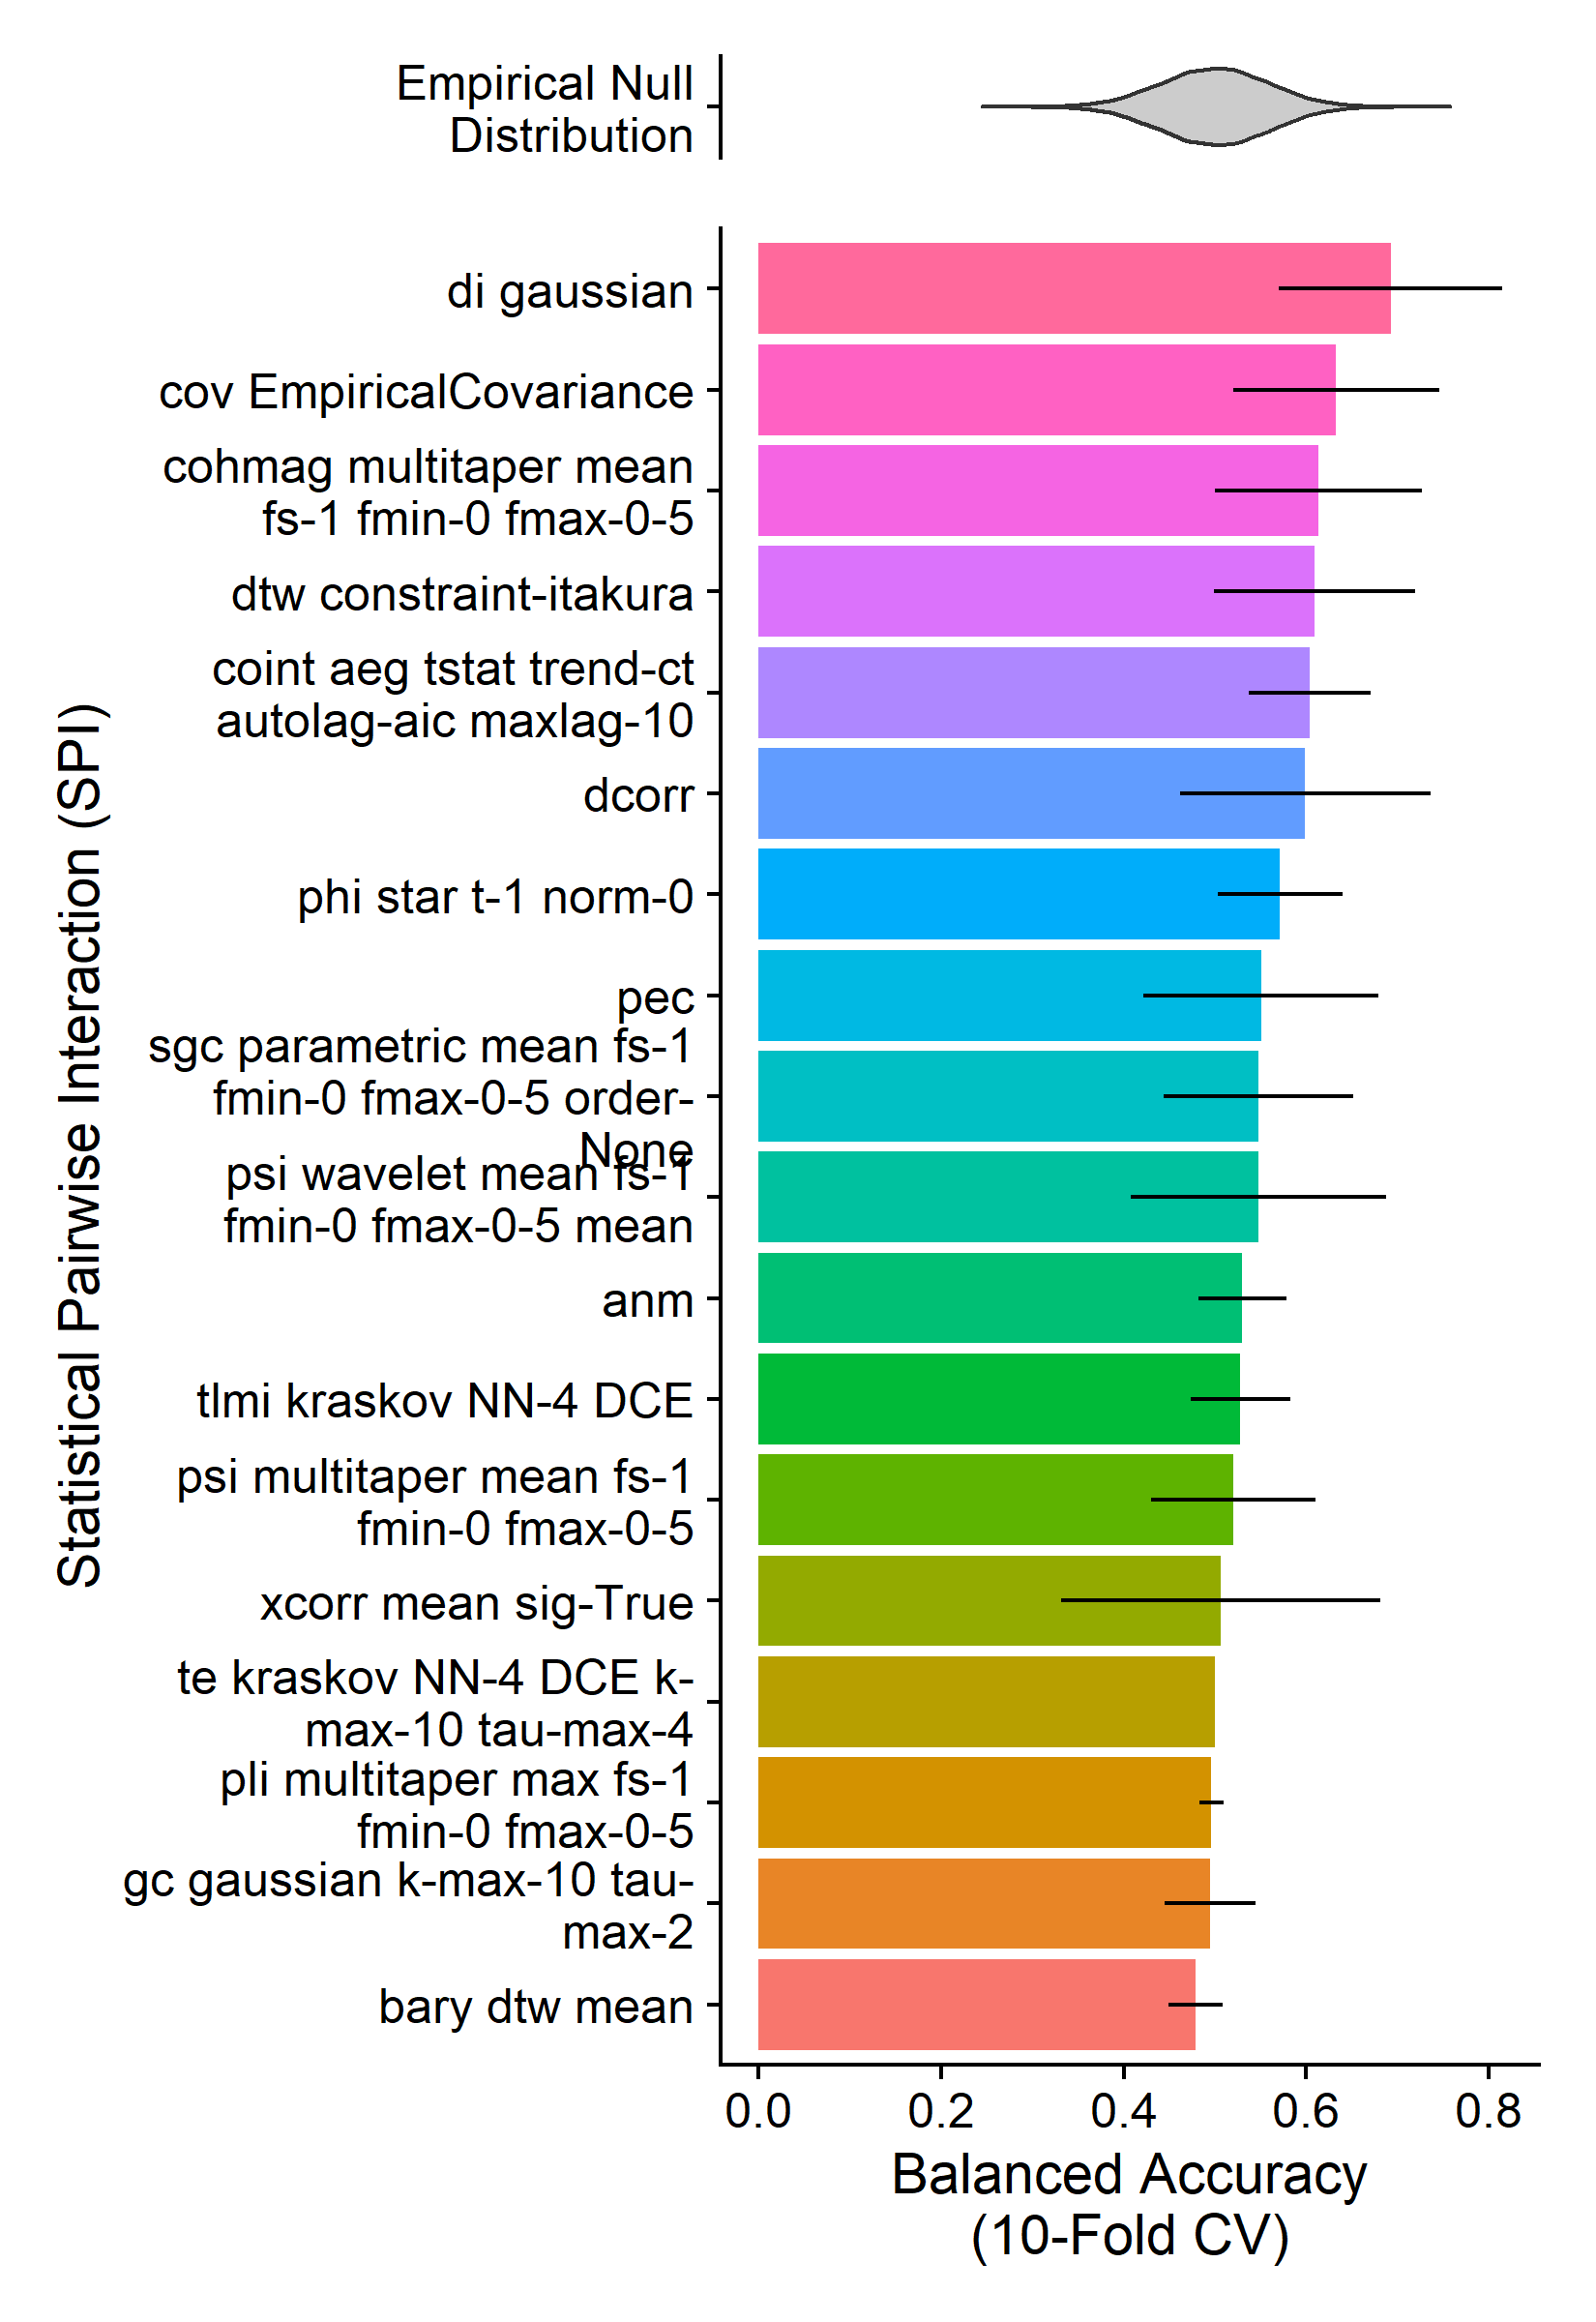 Empirical Null
Distribution
Statistical Pairwise Interaction (SPI)
di gaussian
cov EmpiricalCovariance
cohmag multitaper mean
fs-1 fmin-0 fmax-0-5
dtw constraint-itakura
coint aeg tstat trend-ct
autolag-aic maxlag-10
dcorr
phi star t-1 norm-0
pec
sgc parametric mean fs-1
fmin-0 fmax-0-5 order-
None
psi wavelet mean fs-1
fmin-0 fmax-0-5 mean
anm
tlmi kraskov NN-4 DCE
psi multitaper mean fs-1
fmin-0 fmax-0-5
xcorr mean sig-True
te kraskov NN-4 DCE k-
max-10 tau-max-4
pli multitaper max fs-1
fmin-0 fmax-0-5
gc gaussian k-max-10 tau-
max-2
bary dtw mean
0.0 0.2 0.4 0.6 0.8
Balanced Accuracy
(10-Fold CV)